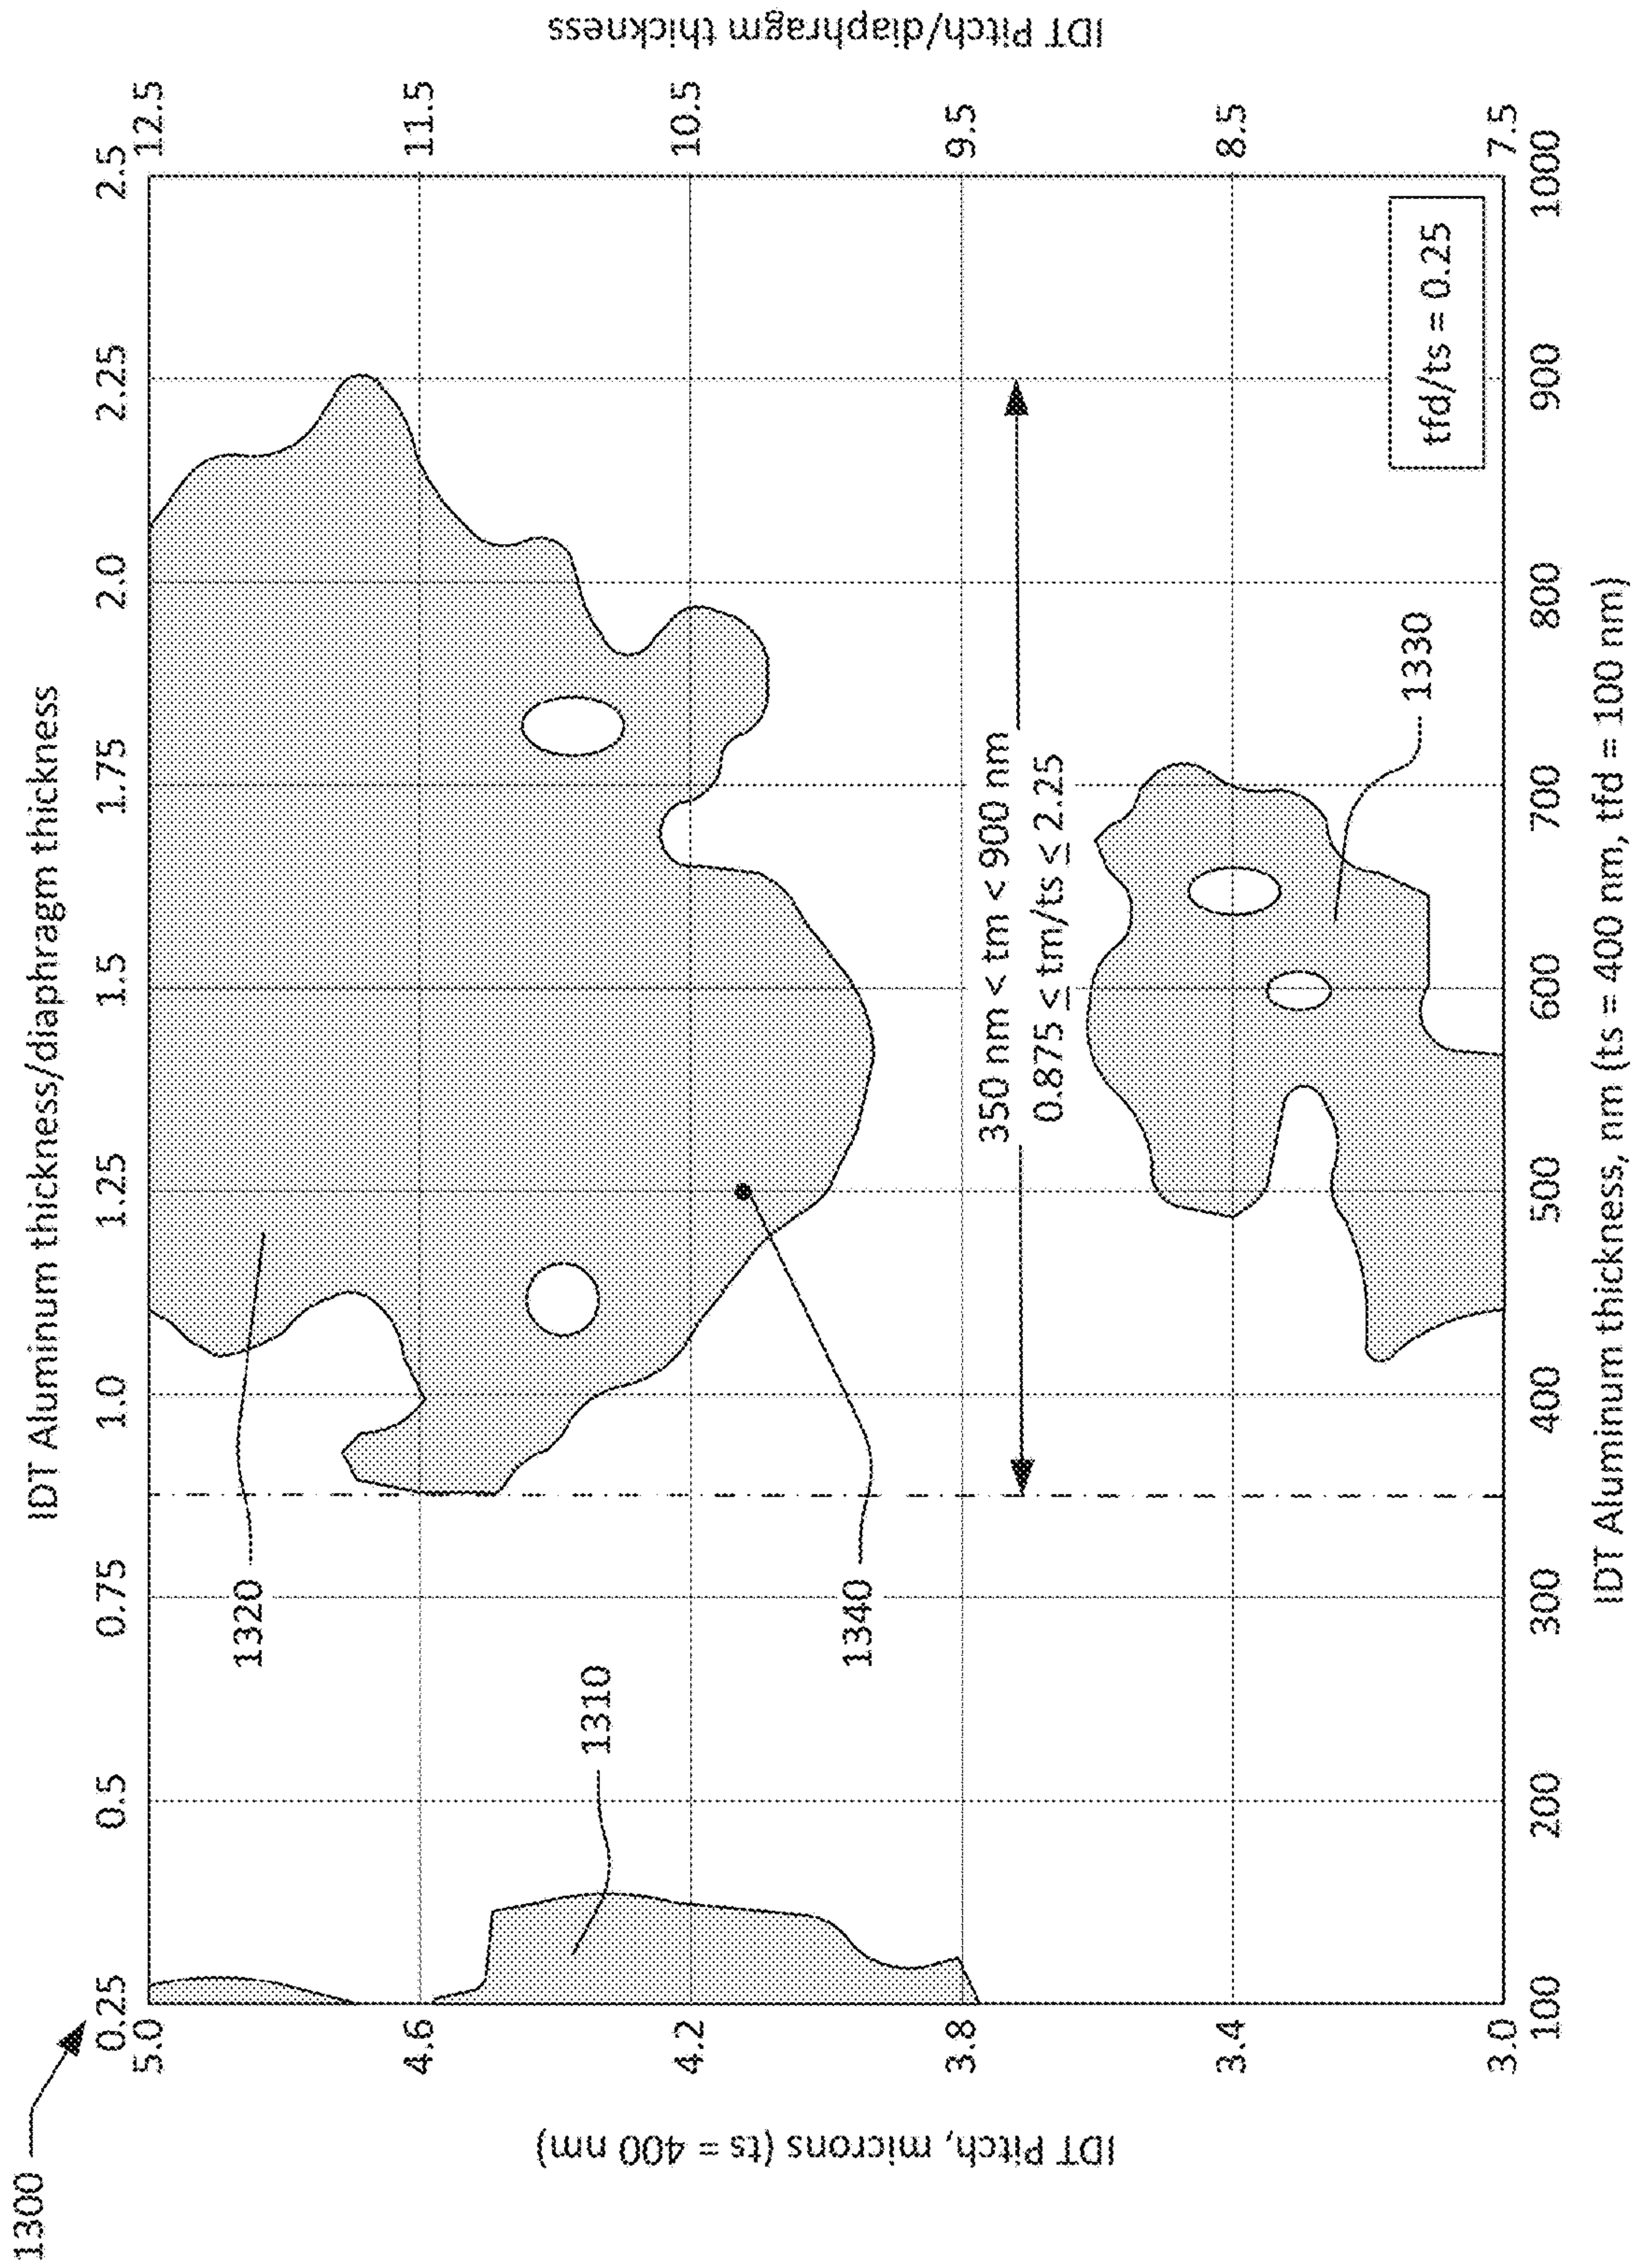 1300
IDT Aluminum thickness/diaphragm thickness
0.25 0.5 0.75 1.0 1.25 1.5 1.75 2.0 2.25 2.5
5.0
4.6
4.2
3.8
3.4
3.0
IDT Pitch, microns (ts = 400 nm)
12.5
11.5
10.5
9.5
8.5
7.5
IDT Pitch/diaphragm thickness
1320
1310
1340
350 nm < tm < 900 nm
0.875 ≤ tm/ts ≤ 2.25
1330
tfd/ts = 0.25
100 200 300 400 500 600 700 800 900 1000
IDT Aluminum thickness, nm (ts = 400 nm, tfd = 100 nm)